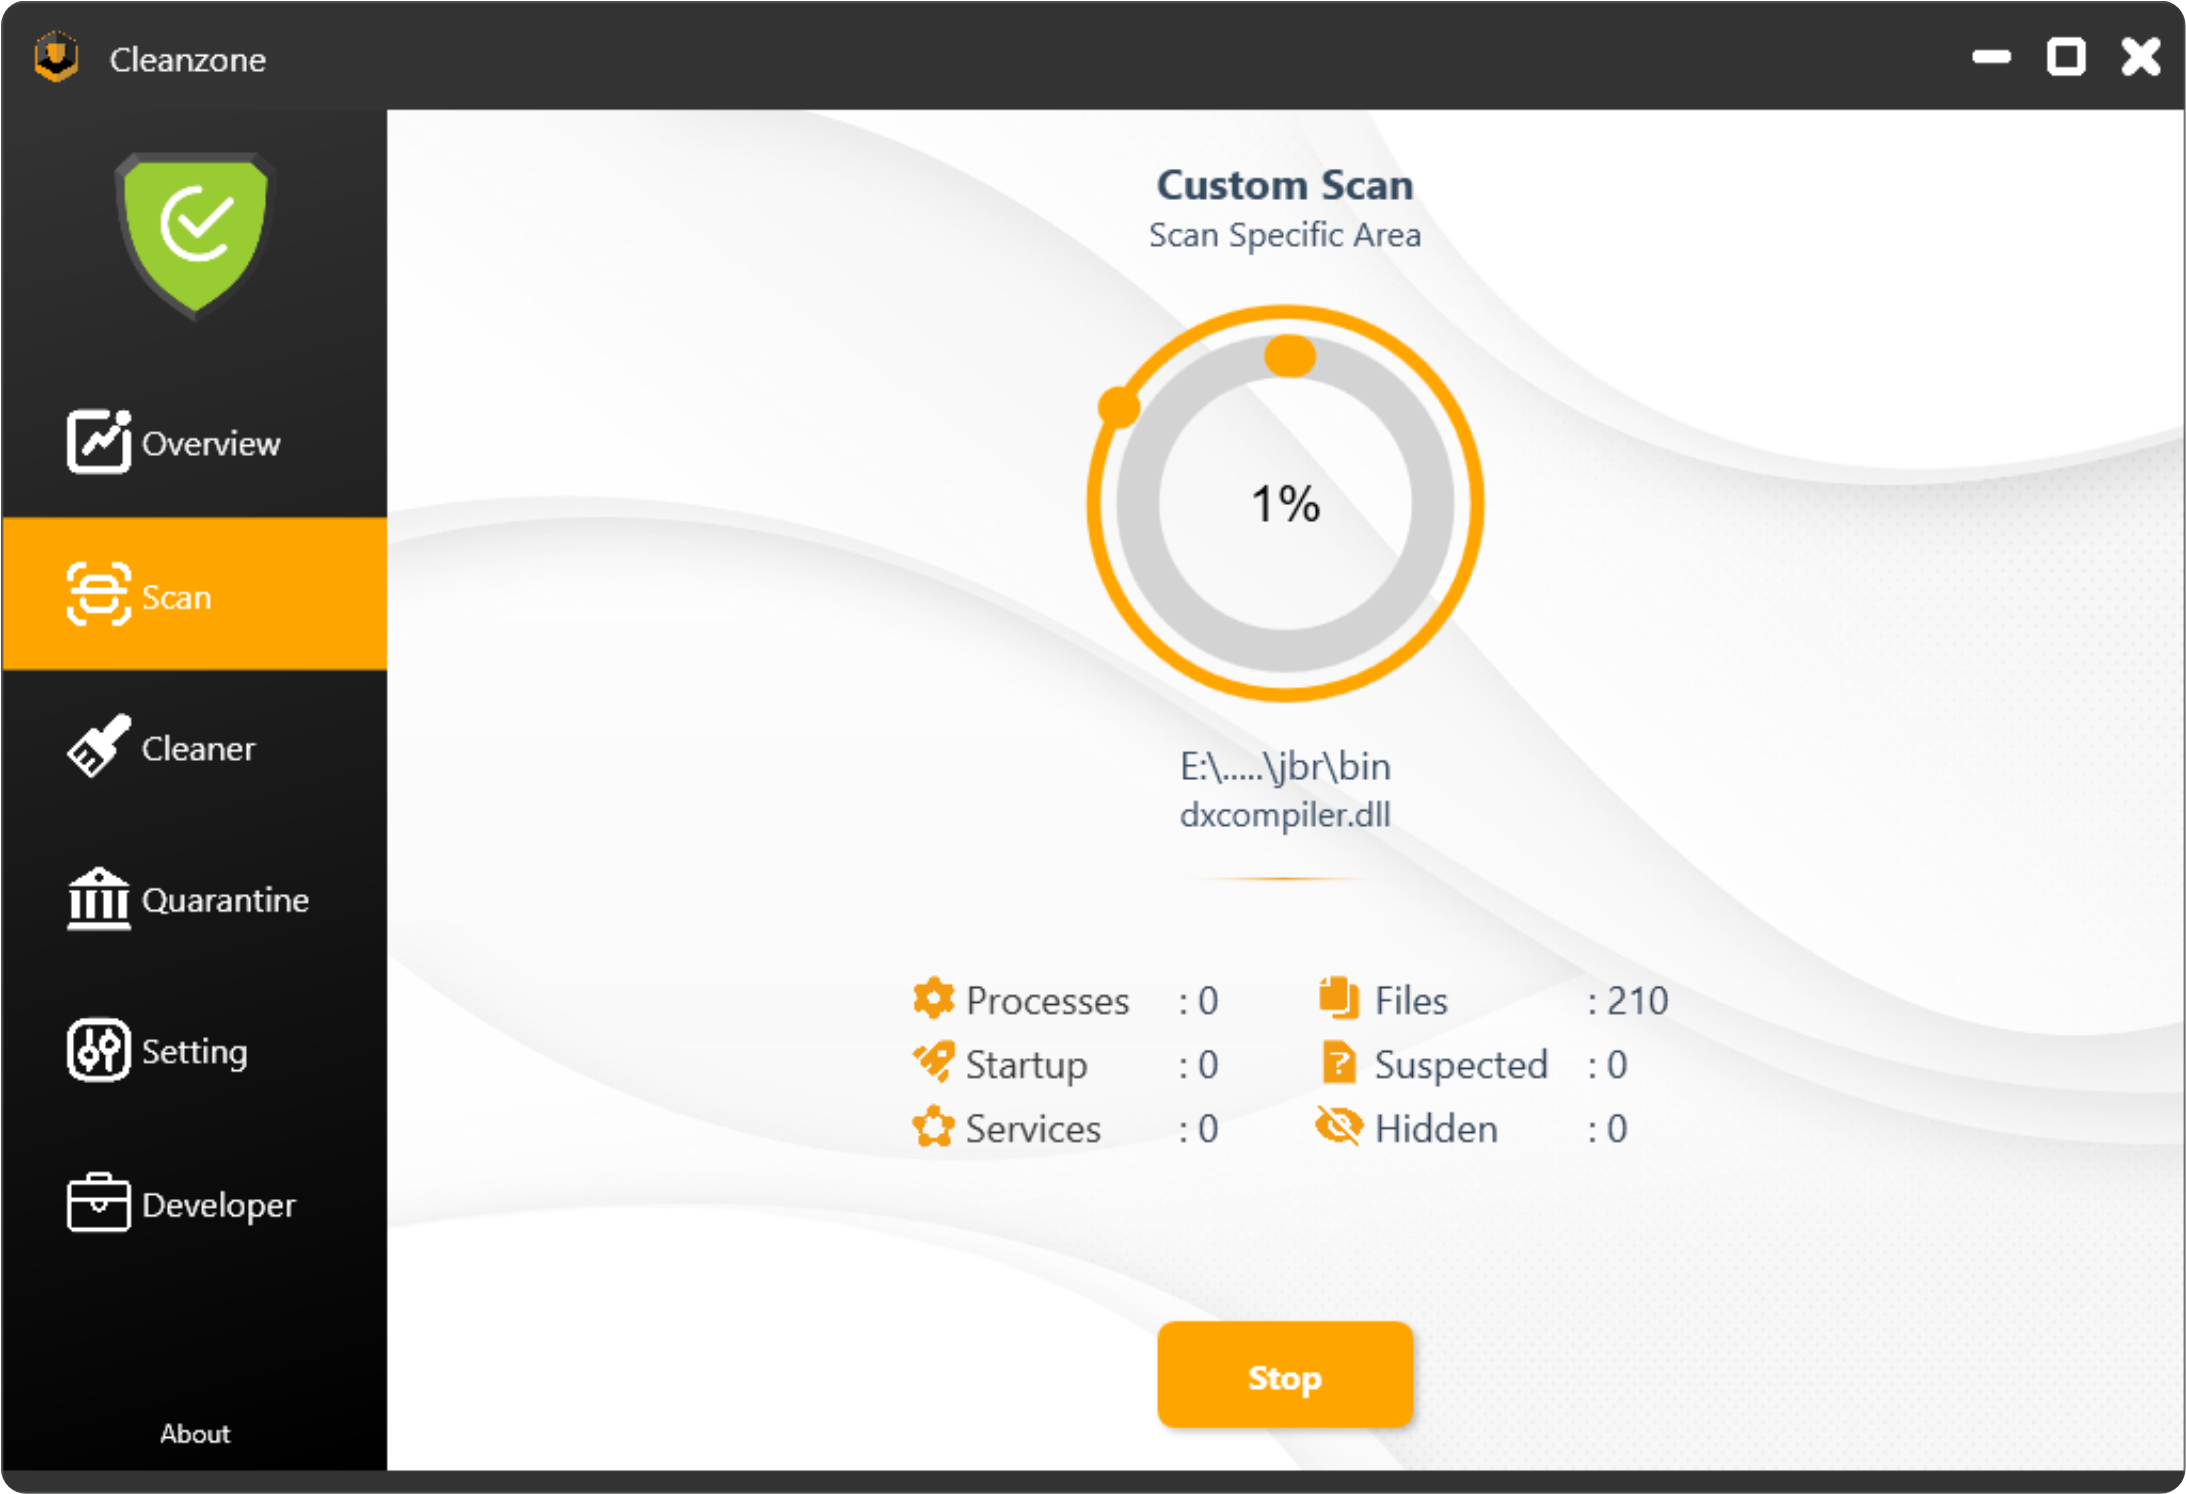 Cleanzone
Overview
Scan
Cleaner
Quarantine
Setting
Developer
About
Custom Scan
Scan Specific Area
1%
E:\.....\jbr\bin
dxcompiler.dll
Processes : 0 Files : 210
Startup : 0 Suspected : 0
Services : 0 Hidden : 0
Stop